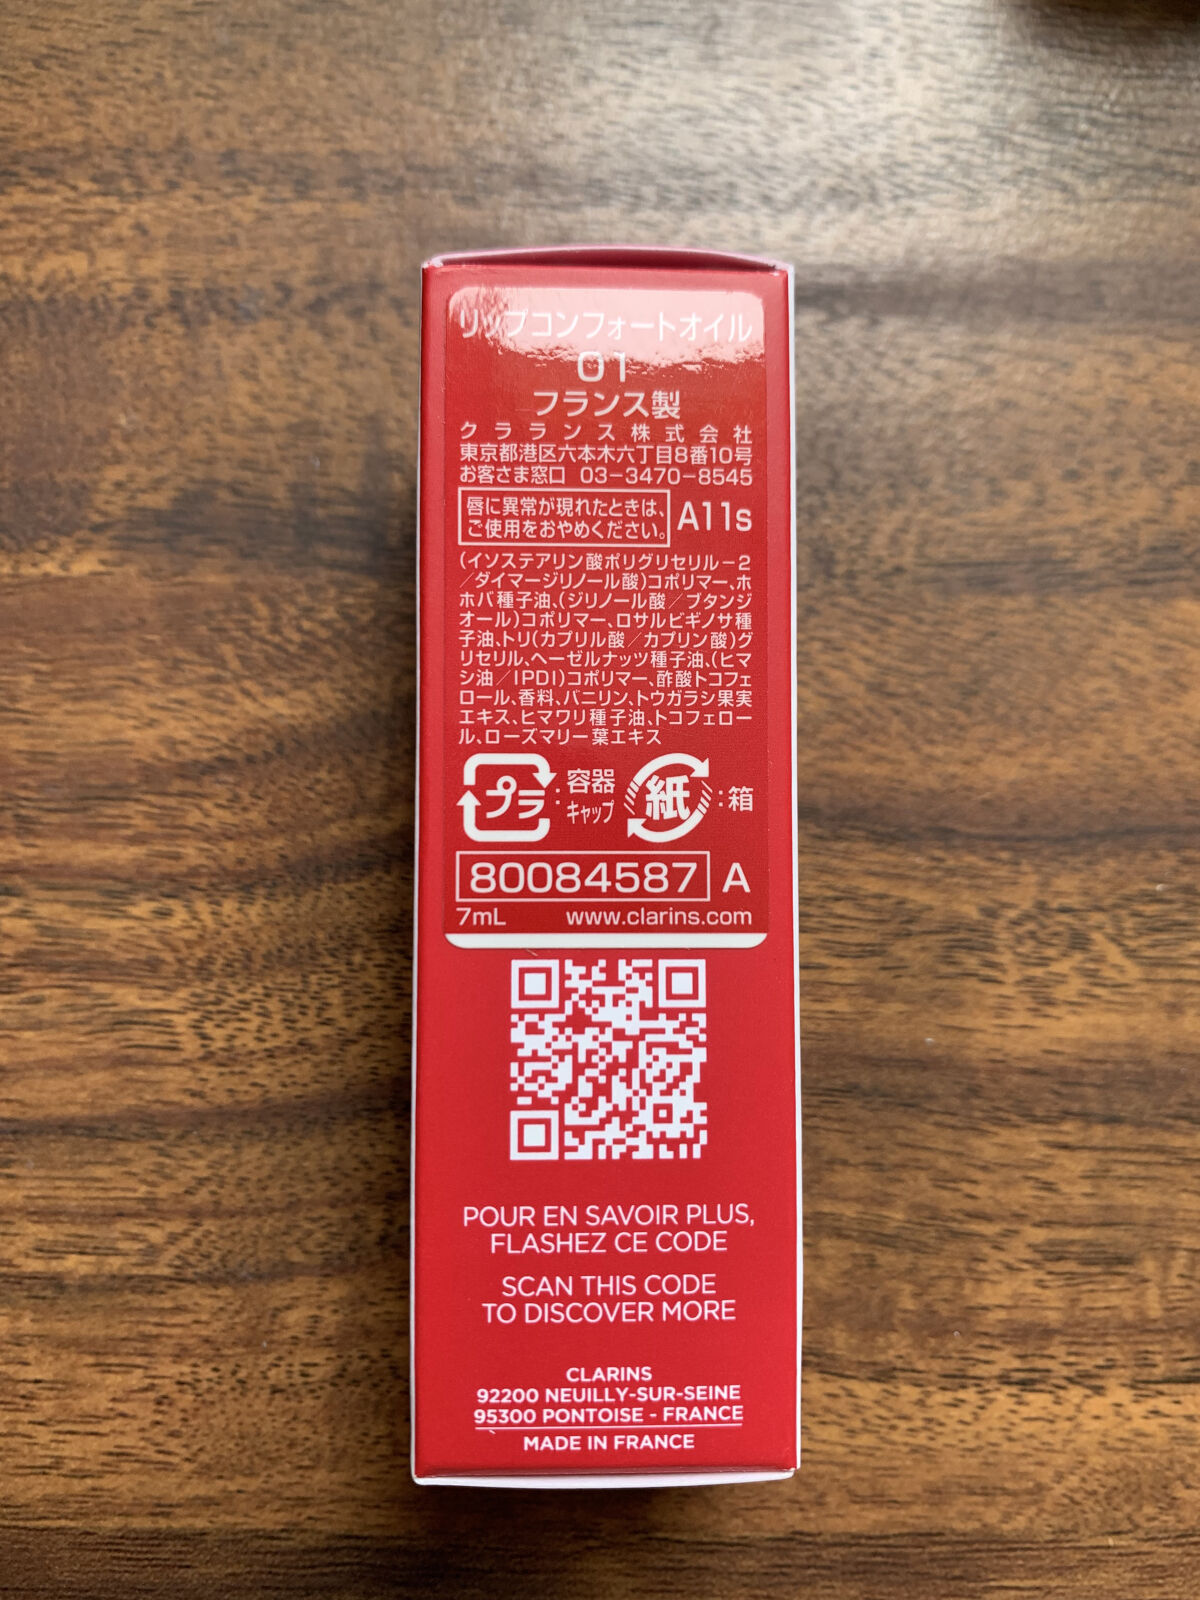 リップコンフォートオイル
01
フランス製
クラランス株式会社
東京都港区六本木六丁目8番10号
お客さま窓口 03-3470-8545
唇に異常が現れたときは、
ご使用をおやめください。
A11s
(イソステアリン酸ポリグリセリル-2
/ダイマージリノール酸)コポリマー、ホ
ホバ種子油、(ジリノール酸/ブタンジ
オール)コポリマー、ロサルビギノサ種
子油、トリ(カプリル酸/カプリン酸)グ
リセリル、ヘーゼルナッツ種子油、(ヒマ
シ油/IPDI)コポリマー、酢酸トコフェ
ロール、香料、バニリン、トウガラシ果実
エキス、ヒマワリ種子油、トコフェロー
ル、ローズマリー葉エキス
プラ:容器
キャップ
紙:箱
80084587 A
7mL www.clarins.com
POUR EN SAVOIR PLUS,
FLASHEZ CE CODE
SCAN THIS CODE
TO DISCOVER MORE
CLARINS
92200 NEUILLY-SUR-SEINE
95300 PONTOISE - FRANCE
MADE IN FRANCE